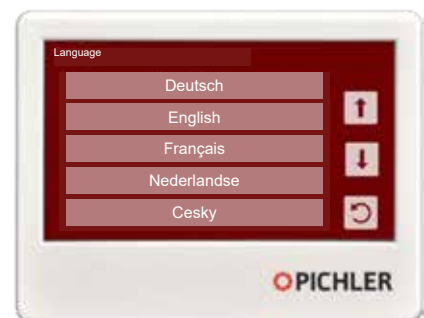 Language
Deutsch
English
Français
Nederlandse
Cesky
PICHLER